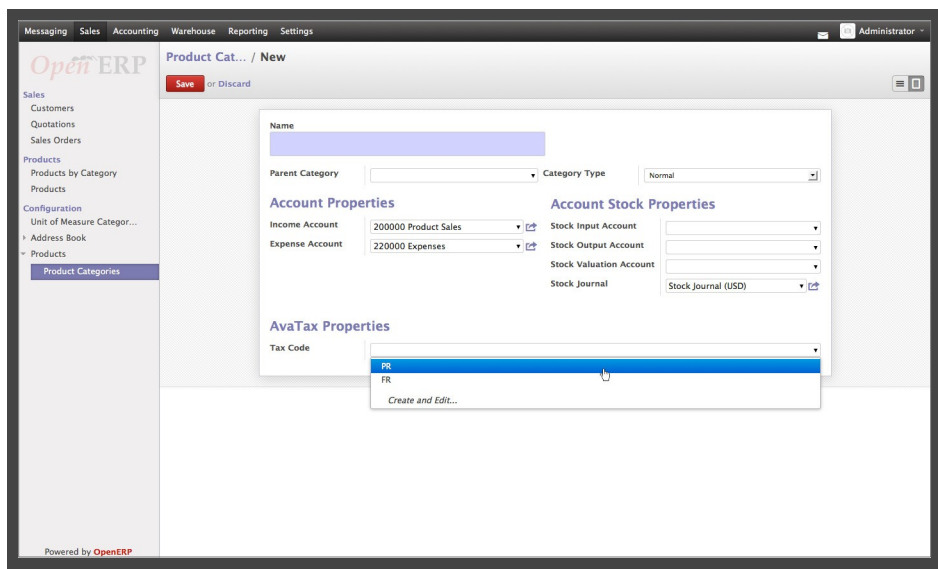 Messaging Sales Accounting Warehouse Reporting Settings Administrator
Open ERP
Product Cat... / New
Save or Discard
Sales
Customers
Quotations
Sales Orders
Products
Products by Category
Products
Configuration
Unit of Measure Categor...
Address Book
Products
Product Categories
Powered by OpenERP
Name
Parent Category
Category Type Normal
Account Properties
Income Account 200000 Product Sales
Expense Account 220000 Expenses
Account Stock Properties
Stock Input Account
Stock Output Account
Stock Valuation Account
Stock Journal Stock Journal (USD)
AvaTax Properties
Tax Code
PR
FR
Create and Edit...